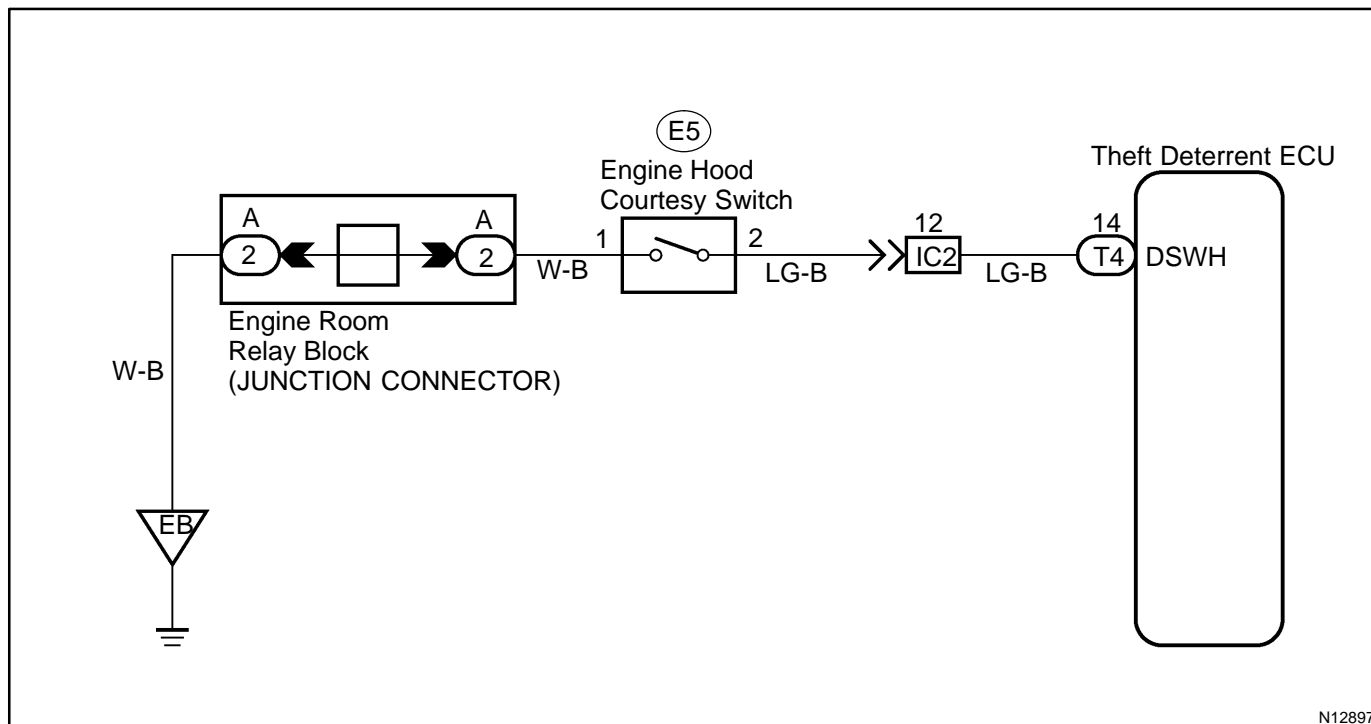 E5
Engine Hood
Courtesy Switch
Theft Deterrent ECU
A
2
A
2
W-B
1
2
LG-B
12
IC2
LG-B
14
T4
DSWH
Engine Room
Relay Block
(JUNCTION CONNECTOR)
W-B
EB
N12897